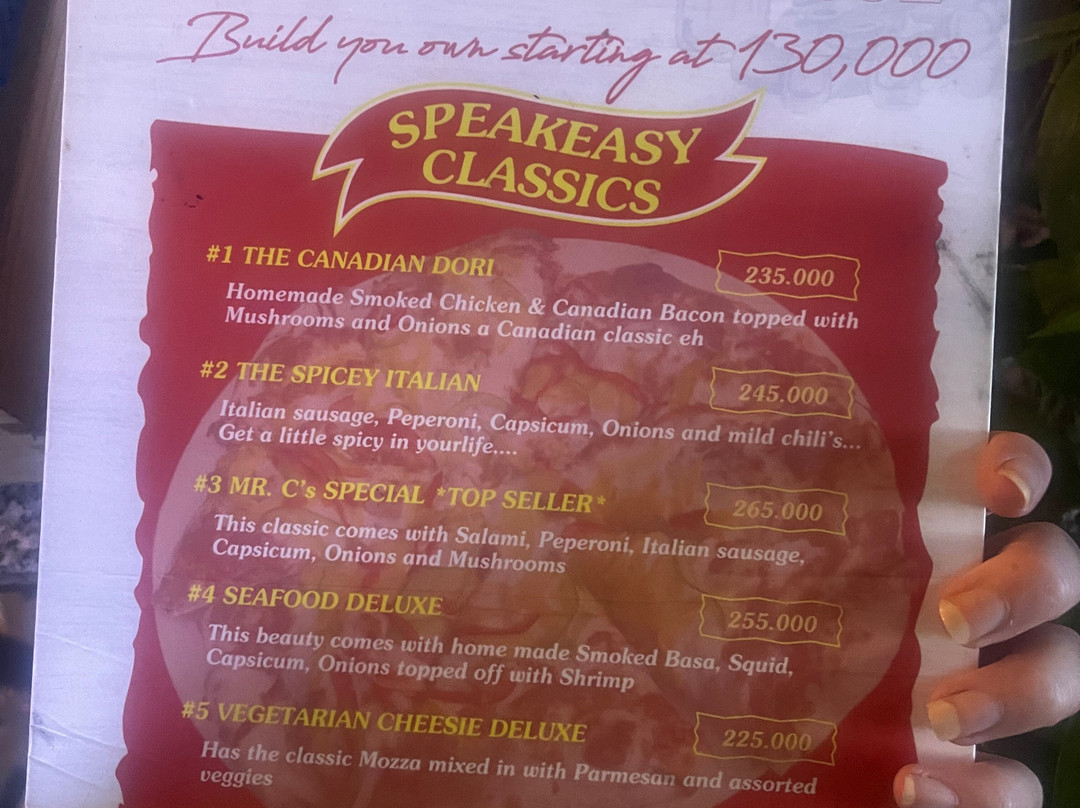 Build you own starting at 130,000
SPEAKEASY
CLASSICS
#1 THE CANADIAN DORI
235.000
Homemade Smoked Chicken & Canadian Bacon topped with
Mushrooms and Onions a Canadian classic eh
#2 THE SPICEY ITALIAN
245.000
Italian sausage, Peperoni, Capsicum, Onions and mild chili's...
Get a little spicy in yourlife....
#3 MR. C's SPECIAL *TOP SELLER*
265.000
This classic comes with Salami, Peperoni, Italian sausage,
Capsicum, Onions and Mushrooms
#4 SEAFOOD DELUXE
255.000
This beauty comes with home made Smoked Basa, Squid,
Capsicum, Onions topped off with Shrimp
#5 VEGETARIAN CHEESIE DELUXE
225.000
Has the classic Mozza mixed in with Parmesan and assorted
veggies